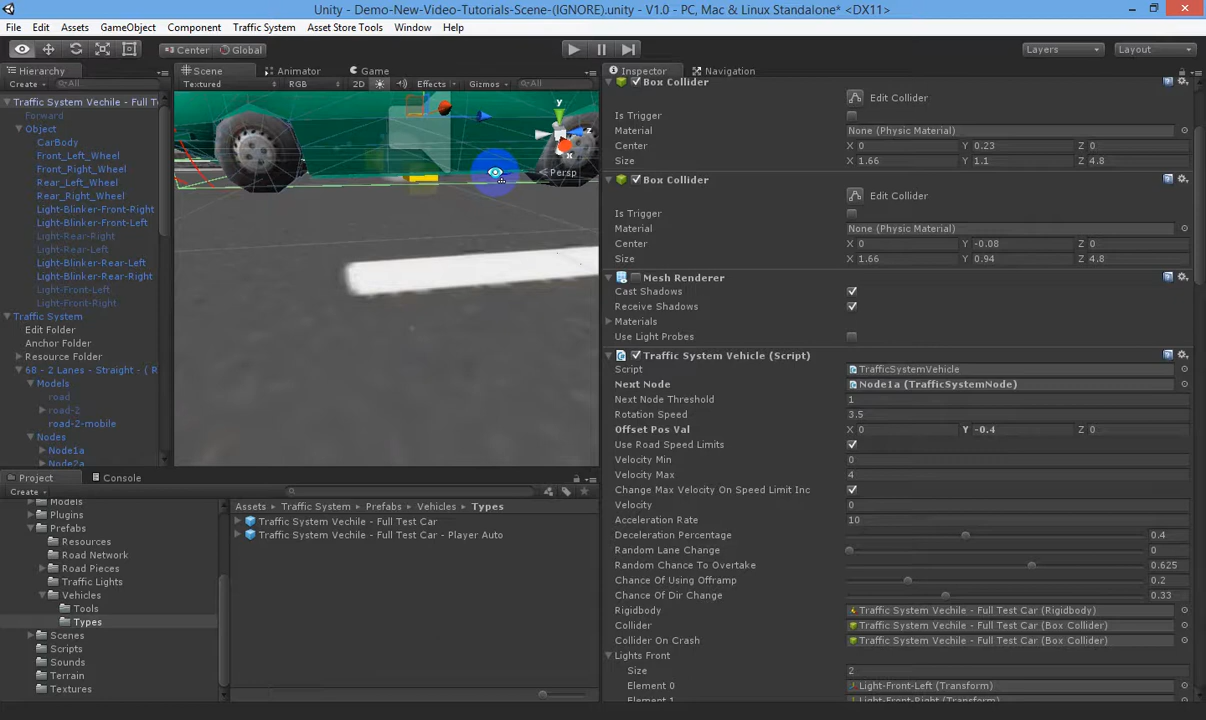 Unity - Demo-New-Video-Tutorials-Scene-(IGNORE).unity - V1.0 - PC, Mac & Linux Standalone* <DX11>
File Edit Assets GameObject Component Traffic System Asset Store Tools Window Help
Center Global Layers Layout
Hierarchy Scene Animator Game Inspector Navigation
Create All Textured RGB 2D Effects Gizmos All
Traffic System Vechile - Full T
Forward
Object
CarBody
Front_Left_Wheel
Front_Right_Wheel
Rear_Left_Wheel
Rear_Right_Wheel
Light-Blinker-Front-Right
Light-Blinker-Front-Left
Light-Rear-Right
Light-Rear-Left
Light-Blinker-Rear-Left
Light-Blinker-Rear-Right
Light-Front-Left
Light-Front-Right
Traffic System
Edit Folder
Anchor Folder
Resource Folder
68 - 2 Lanes - Straight - ( R
Models
road
road-2
road-2-mobile
Nodes
Node1a
Node2a
y
z
x
Persp
Box Collider
Edit Collider
Is Trigger
Material None (Physic Material)
Center X 0 Y 0.23 Z 0
Size X 1.66 Y 1.1 Z 4.8
Box Collider
Edit Collider
Is Trigger
Material None (Physic Material)
Center X 0 Y -0.08 Z 0
Size X 1.66 Y 0.94 Z 4.8
Mesh Renderer
Cast Shadows
Receive Shadows
Materials
Use Light Probes
Traffic System Vehicle (Script)
Script TrafficSystemVehicle
Next Node Node1a (TrafficSystemNode)
Next Node Threshold 1
Rotation Speed 3.5
Offset Pos Val X 0 Y -0.4 Z 0
Use Road Speed Limits
Velocity Min 0
Velocity Max 4
Change Max Velocity On Speed Limit Inc
Velocity 0
Acceleration Rate 10
Deceleration Percentage 0.4
Random Lane Change 0
Random Chance To Overtake 0.625
Chance Of Using Offramp 0.2
Chance Of Dir Change 0.33
Rigidbody Traffic System Vechile - Full Test Car (Rigidbody)
Collider Traffic System Vechile - Full Test Car (Box Collider)
Collider On Crash Traffic System Vechile - Full Test Car (Box Collider)
Lights Front
Size 2
Element 0 Light-Front-Left (Transform)
Element 1 Light-Front-Right (Transform)
Project Console
Create
Models
Plugins
Prefabs
Resources
Road Network
Road Pieces
Traffic Lights
Vehicles
Tools
Types
Scenes
Scripts
Sounds
Terrain
Textures
Assets Traffic System Prefabs Vehicles Types
Traffic System Vechile - Full Test Car
Traffic System Vechile - Full Test Car - Player Auto